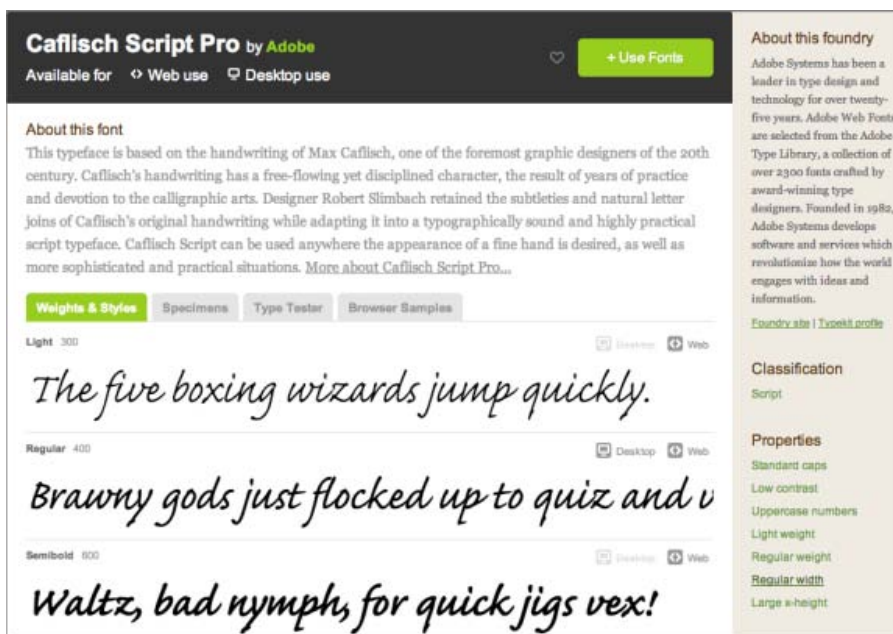 Caflisch Script Pro by Adobe
Available for <> Web use Desktop use
+ Use Fonts
About this font
This typeface is based on the handwriting of Max Caflisch, one of the foremost graphic designers of the 20th
century. Caflisch's handwriting has a free-flowing yet disciplined character, the result of years of practice
and devotion to the calligraphic arts. Designer Robert Slimbach retained the subtleties and natural letter
joins of Caflisch's original handwriting while adapting it into a typographically sound and highly practical
script typeface. Caflisch Script can be used anywhere the appearance of a fine hand is desired, as well as
more sophisticated and practical situations. More about Caflisch Script Pro...
Weights & Styles Specimens Type Tester Browser Samples
Light 300 Desktop Web
The five boxing wizards jump quickly.
Regular 400 Desktop Web
Brawny gods just flocked up to quiz and v
Semibold 600 Desktop Web
Waltz, bad nymph, for quick jigs vex!
About this foundry
Adobe Systems has been a
leader in type design and
technology for over twenty-
five years. Adobe Web Fonts
are selected from the Adobe
Type Library, a collection of
over 2300 fonts crafted by
award-winning type
designers. Founded in 1982,
Adobe Systems develops
software and services which
revolutionize how the world
engages with ideas and
information.
Foundry site | Typekit profile
Classification
Script
Properties
Standard caps
Low contrast
Uppercase numbers
Light weight
Regular weight
Regular width
Large x-height